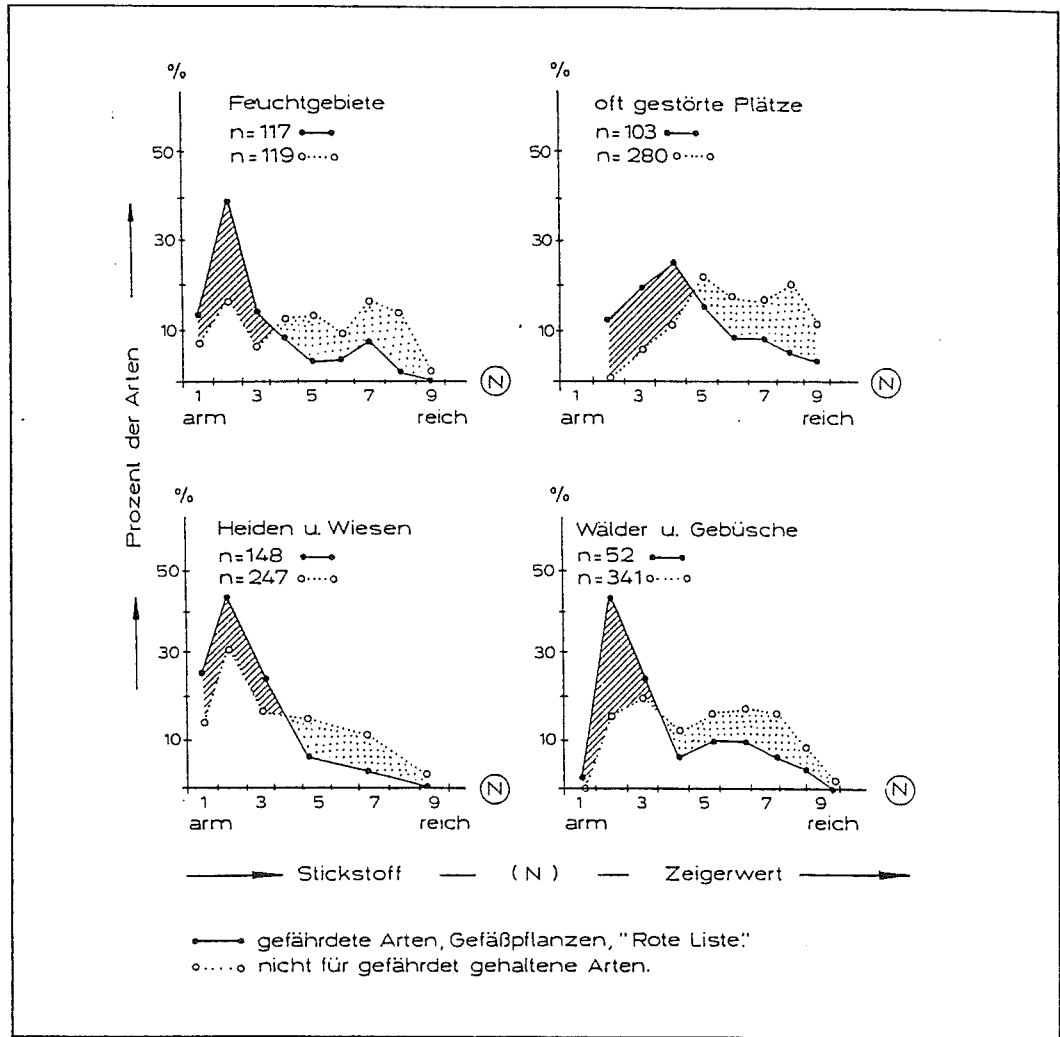 %
Feuchtgebiete
n=117
n=119
50
30
10
1 3 5 7 9
arm reich
N
%
oft gestörte Plätze
n=103
n=280
50
30
10
1 3 5 7 9
arm reich
N
Prozent der Arten
%
Heiden u. Wiesen
n=148
n=247
50
30
10
1 3 5 7 9
arm reich
N
%
Wälder u. Gebüsche
n=52
n=341
50
30
10
1 3 5 7 9
arm reich
N
Stickstoff — (N) — Zeigerwert
gefährdete Arten, Gefäßpflanzen, "Rote Liste"
nicht für gefährdet gehaltene Arten.